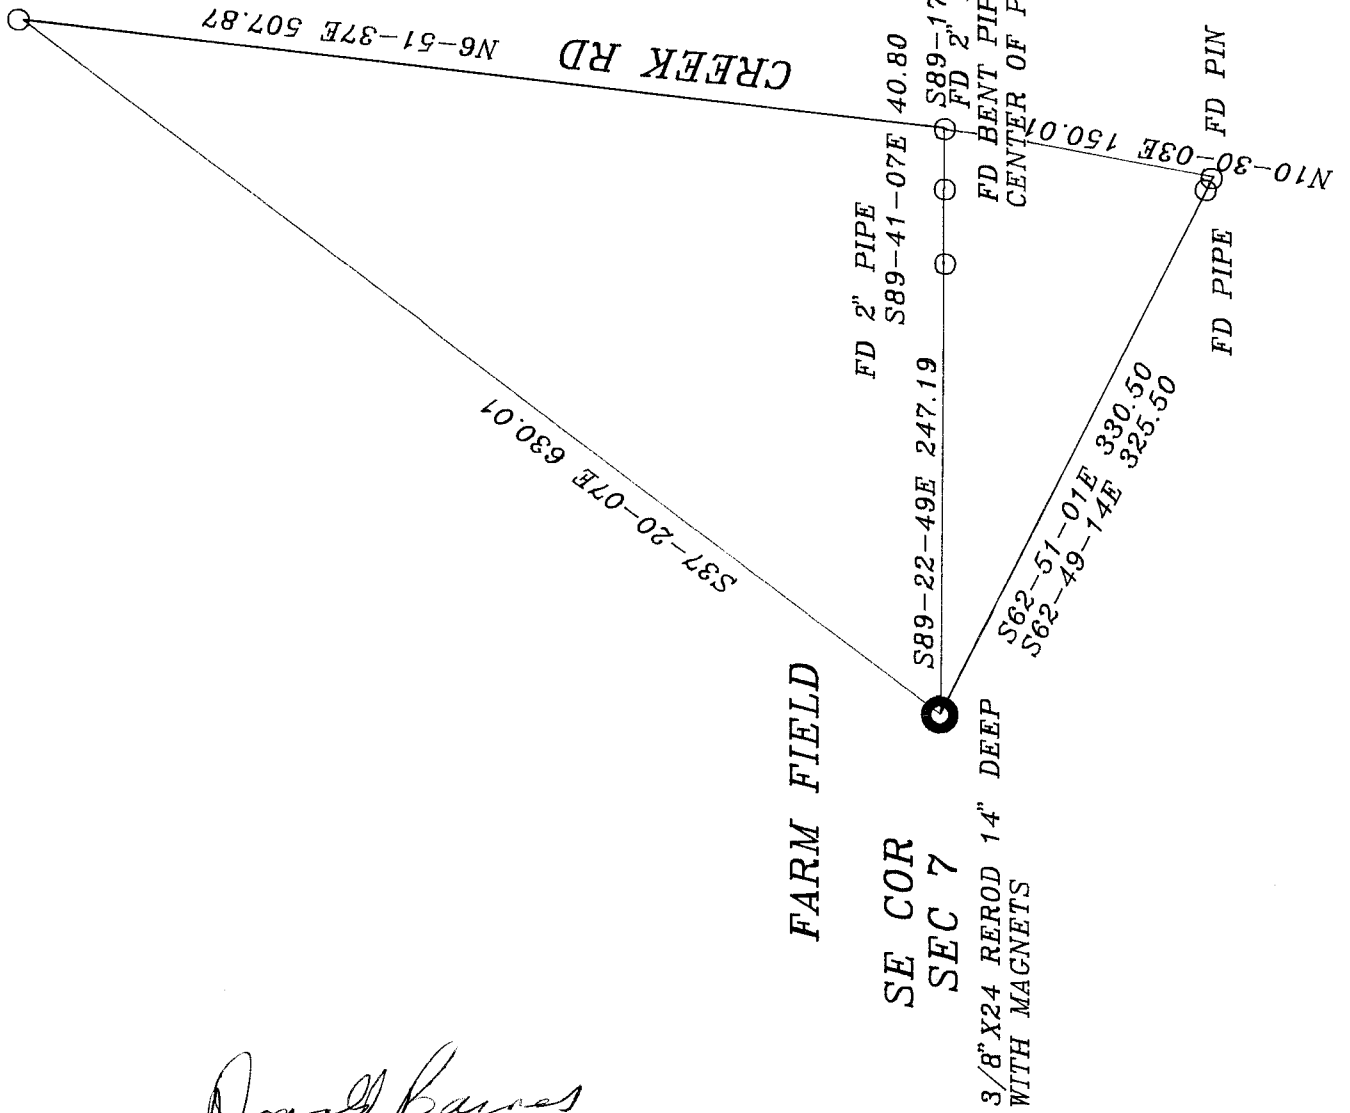 N6-51-37E 507.87
CREEK RD
S37-20-07E 630.01
FD 2" PIPE
S89-41-07E 40.80
S89-17
FD 2"
FD BENT PIP
CENTER OF P
N10-30-03E 150.01
FD PIN
FD PIPE
S89-22-49E 247.19
S62-51-01E 330.50
S62-49-14E 325.50
FARM FIELD
SE COR
SEC 7
3/8"X24 REROD 14" DEEP
WITH MAGNETS
Donald Barnes